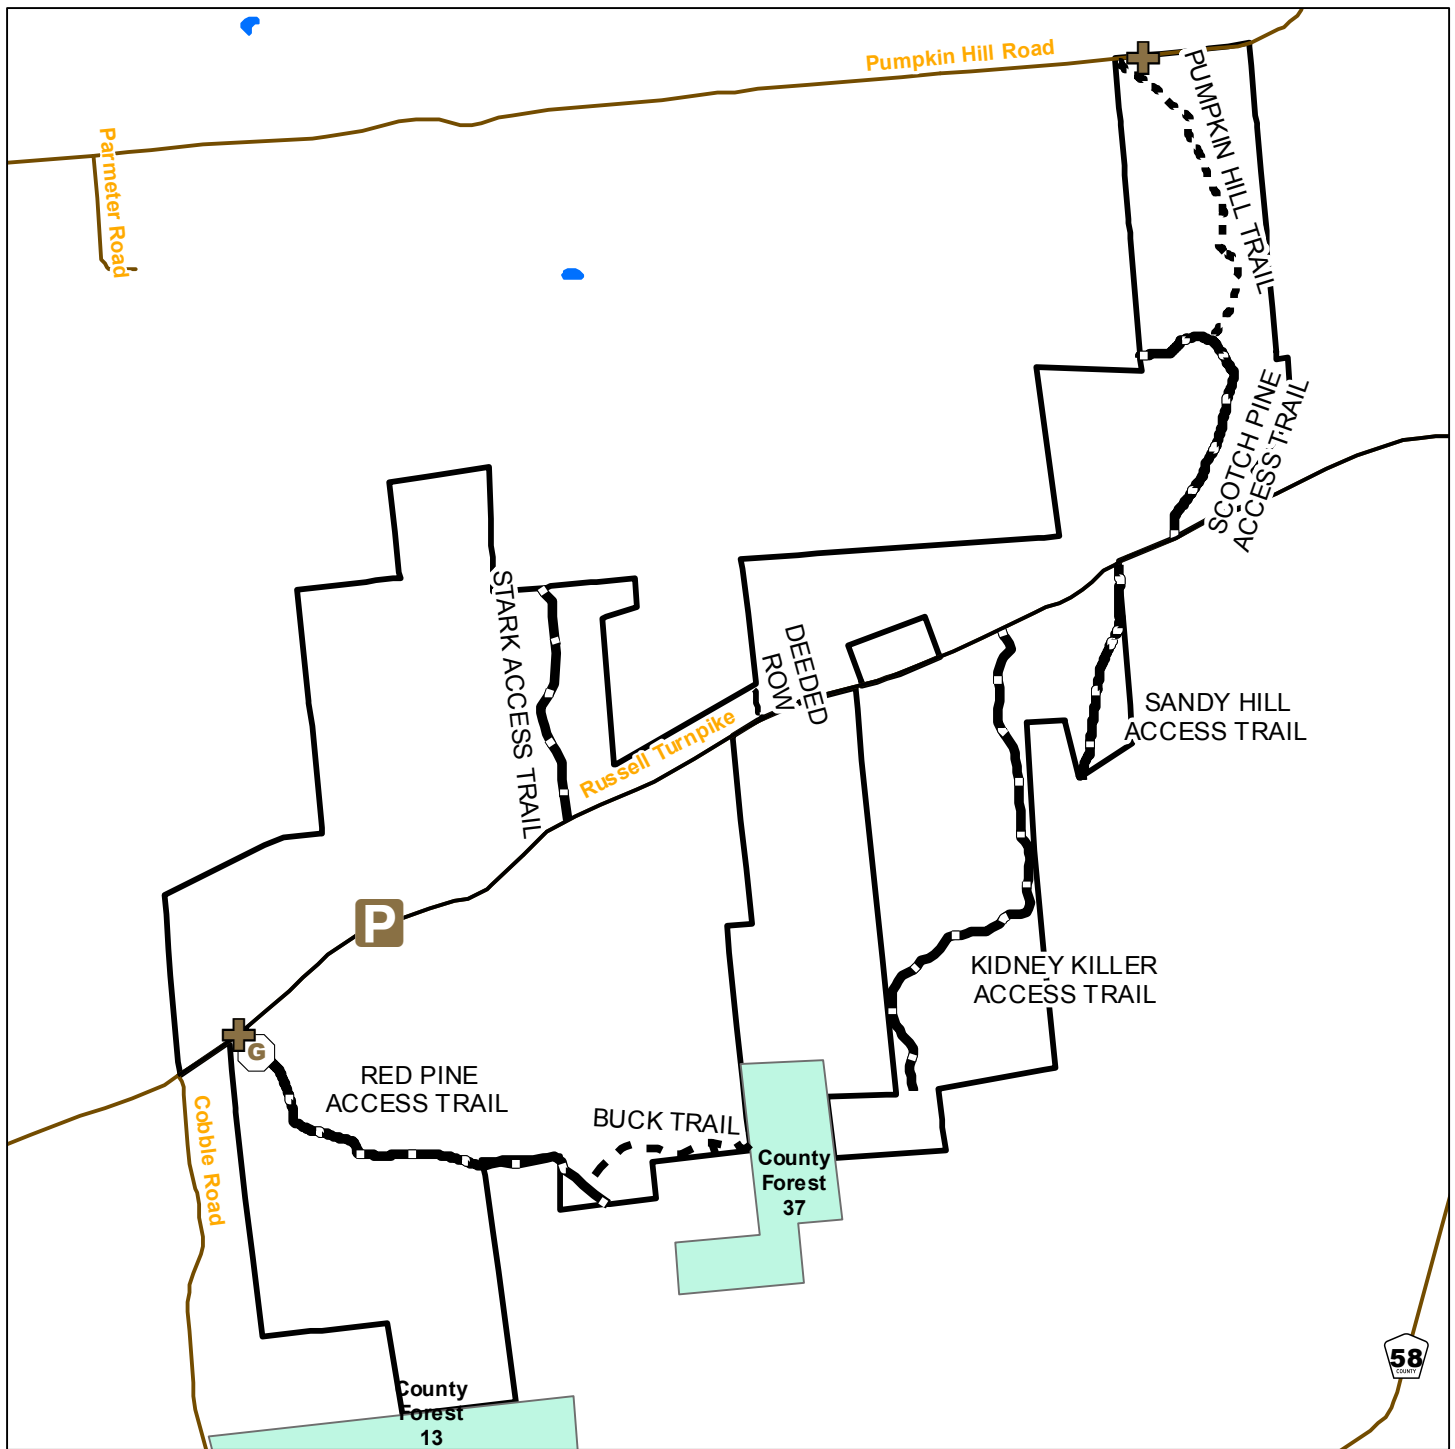 Pumpkin Hill Road
Parmeter Road
PUMPKIN HILL TRAIL
SCOTCH PINE
ACCESS TRAIL
STARK ACCESS TRAIL
DEEDED
ROW
Russell Turnpike
SANDY HILL
ACCESS TRAIL
P
KIDNEY KILLER
ACCESS TRAIL
G
RED PINE
ACCESS TRAIL
BUCK TRAIL
Cobble Road
County
Forest
37
58
COUNTY
County
Forest
13